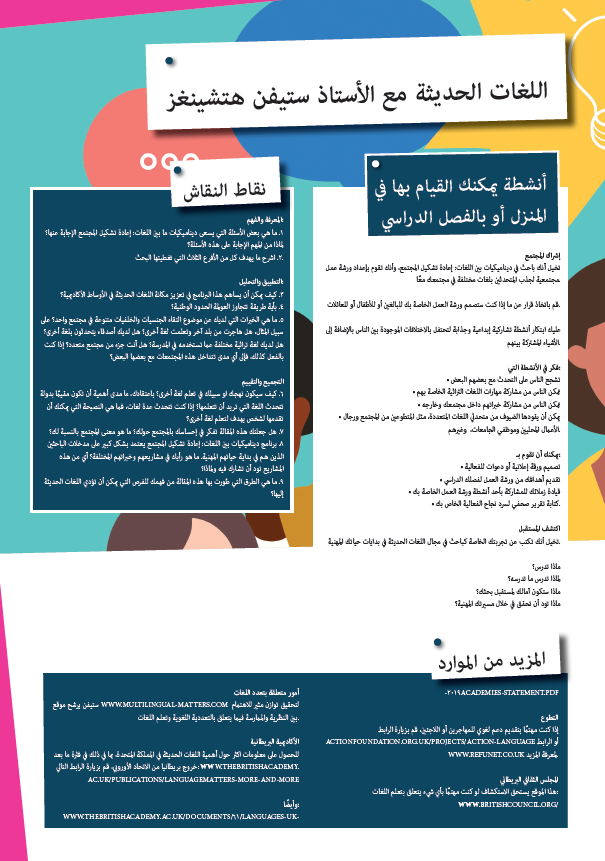 اللغات الحديثة مع الأستاذ ستيفن هتشينغز
أنشطة يمكنك القيام بها في
المنزل أو بالفصل الدراسي
إشراك المجتمع
تخيل أنك باحث في ديناميكيات بين اللغات: إعادة تشكيل المجتمع، وأنك تقوم بإعداد ورشة عمل
مجتمعية لجذب المتحدثين بلغات مختلفة في مجتمعك معًا.
قم باتخاذ قرار عن ما إذا كنت ستصمم ورشة العمل الخاصة بك للبالغين أو للأطفال أو للعائلات.
عليك ابتكار أنشطة تشاركية إبداعية وجذابة تحتفل بالاختلافات الموجودة بين الناس بالإضافة إلى
الأشياء المشتركة بينهم.
فكر في الأنشطة التي:
تشجع الناس على التحدث مع بعضهم البعض •
يمكن الناس من مشاركة مهارات اللغات التراثية الخاصة بهم •
يمكن الناس من مشاركة خبراتهم داخل مجتمعك وخارجه •
يمكن أن يقودها الضيوف من متحدثي اللغات المتعددة، مثل المتطوعين من المجتمع ورجال •
الأعمال المحليين وموظفي الجامعات، وغيرهم.
يمكنك أن تقوم بـ:
تصميم ورقة إعلانية أو دعوات للفعالية •
تقديم أهدافك من ورشة العمل لفصلك الدراسي •
قيادة زملائك للمشاركة بأحد أنشطة ورشة العمل الخاصة بك •
كتابة تقرير صحفي لسرد نجاح الفعالية الخاص بك •
اكتشف المستقبل
تخيل أنك تكتب عن تجربتك الخاصة كباحث في مجال اللغات الحديثة في بدايات حياتك المهنية.
ماذا تدرس؟
لماذا تدرس ما تدرسه؟
ماذا ستكون آمالك لمستقبل بحثك؟
ماذا تود أن تحقق في خلال مسيرتك المهنية؟
نقاط النقاش
المعرفة والفهم:
١. ما هي بعض الأسئلة التي يسعى ديناميكيات ما بين اللغات: إعادة تشكيل المجتمع الإجابة عنها؟
لماذا من المهم الإجابة على هذه الأسئلة؟
٢. اشرح ما يهدف كل من الأفرع الثلاث التي تغطيتها البحث.
التطبيق والتحليل:
٣. كيف يمكن أن يساهم هذا البرنامج في تعزيز مكانة اللغات الحديثة في الأوساط الأكاديمية؟
٤. بأية طريقة تتجاوز العولمة الحدود الوطنية؟
٥. ما هي الخبرات التي لديك عن موضوع التقاء الجنسيات والخلفيات متنوعة في مجتمع واحد؟ على
سبيل المثال، هل هاجرت من بلد آخر وتعلمت لغة أخرى؟ هل لديك أصدقاء يتحدثون بلغة أخرى؟
هل لديك لغة تراثية مختلفة عما تستخدمه في المدرسة؟ هل أنت جزء من مجتمع متعدد؟ إذا كنت
بالفعل كذلك، فإلى أي مدى تتداخل هذه المجتمعات مع بعضها البعض؟
التجميع والتقييم
٦. كيف سيكون نهجك أو سبيلك في تعلم لغة أخرى؟ باعتقادك، ما مدى أهمية أن تكون مقيمًا بدولة
تتحدث اللغة التي تريد أن تتعلمها؟ إذا كنت تتحدث عدة لغات، فما هي النصيحة التي يمكنك أن
تقدمها لشخص يهدف لتعلم لغة أخرى؟
٧. هل جعلتك هذه المقالة تفكر في إحساسك بالمجتمع حولك؟ ما هو معنى المجتمع بالنسبة لك؟
٨. برنامج ديناميكيات بين اللغات: إعادة تشكيل المجتمع يعتمد بشكل كبير على مدخلات الباحثين
الذين هم في بداية حياتهم المهنية. ما هو رأيك في مشاريعهم وخبراتهم المختلفة؟ أي من هذه
المشاريع تود أن تشارك فيه ولماذا؟
٩. ما هي الطرق التي طورت بها هذه المقالة من فهمك للفرص التي يمكن أن تؤدي اللغات الحديثة
إليها؟
المزيد من الموارد
-٢٠١٩ACADEMIES-STATEMENT.PDF
التطوع
إذا كنت مهتمًا بتقديم دعم لغوي للمهاجرين أو اللاجئين، قم بزيارة الرابط
ACTIONFOUNDATION.ORG.UK/PROJECTS/ACTION-LANGUAGE أو الرابط
WWW.REFUNET.CO.UK لمعرفة المزيد
المجلس الثقافي البريطاني
هذا الموقع يستحق الاستكشاف لو كنت مهتمًا بأي شيء يتعلق بتعلم اللغات:
WWW.BRITISHCOUNCIL.ORG/
أمور متعلقة بتعدد اللغات
ستيفين يرشح موقع WWW.MULTILINGUAL-MATTERS.COM لتحقيق توازن مثير للاهتمام
بين النظرية والممارسة فيما يتعلق بالتعددية اللغوية وتعلم اللغات.
الأكاديمية البريطانية
للحصول على معلومات اكثر حول أهمية اللغات الحديثة في المملكة المتحدة، بما في ذلك في فترة ما بعد
خروج بريطانيا من الاتحاد الأوروبي، قم بزيارة الرابط التالي: WWW.THEBRITISHACADEMY.
AC.UK/PUBLICATIONS/LANGUAGEMATTERS-MORE-AND-MORE
وأيضًا:
WWW.THEBRITISHACADEMY.AC.UK/DOCUMENTS/٦١/LANGUAGES-UK-